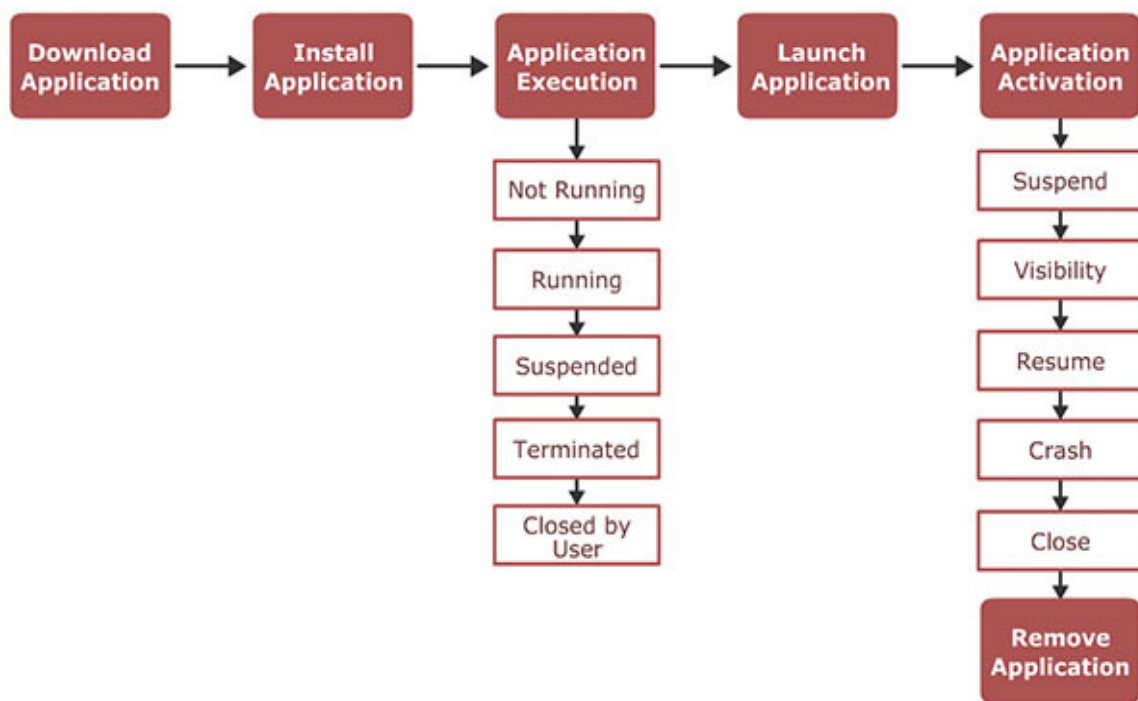 Download
Application
Install
Application
Application
Execution
Launch
Application
Application
Activation
Not Running
Running
Suspended
Terminated
Closed by
User
Suspend
Visibility
Resume
Crash
Close
Remove
Application